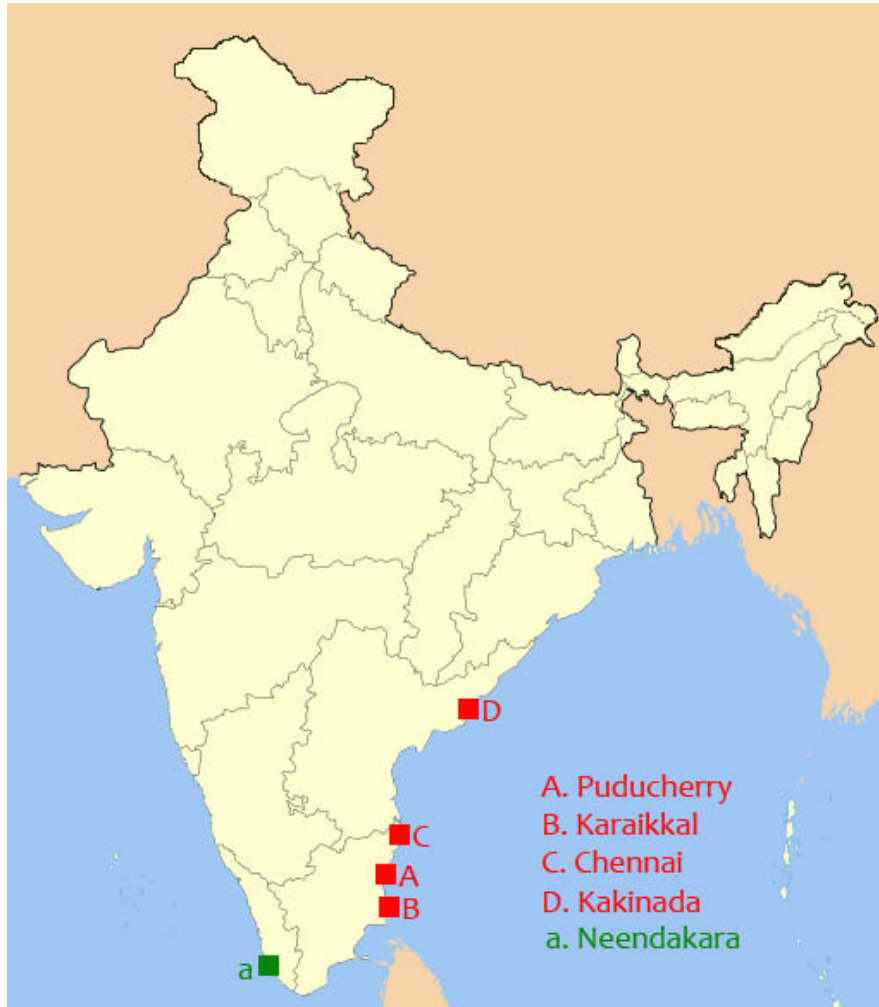 D
C
A
B
a
A. Puducherry
B. Karaikkal
C. Chennai
D. Kakinada
a. Neendakara